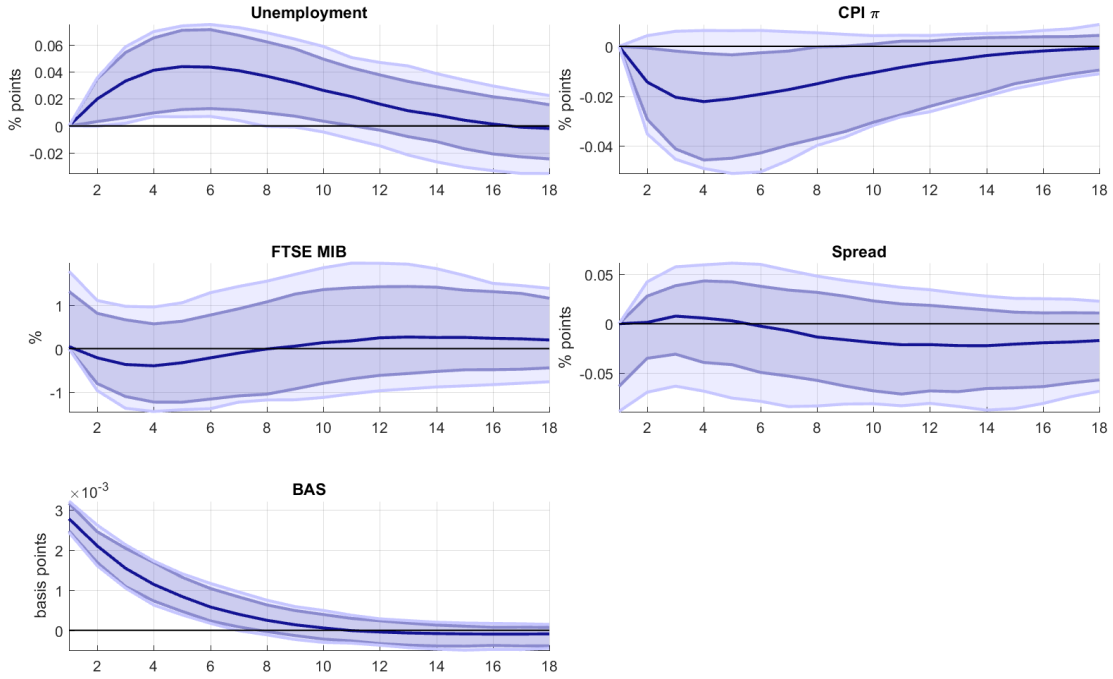 Unemployment
% points
0.06
0.04
0.02
0
-0.02
2 4 6 8 10 12 14 16 18
CPI π
% points
0
-0.02
-0.04
2 4 6 8 10 12 14 16 18
FTSE MIB
%
1
0
-1
2 4 6 8 10 12 14 16 18
Spread
% points
0.05
0
-0.05
2 4 6 8 10 12 14 16 18
×10⁻³
BAS
basis points
3
2
1
0
2 4 6 8 10 12 14 16 18